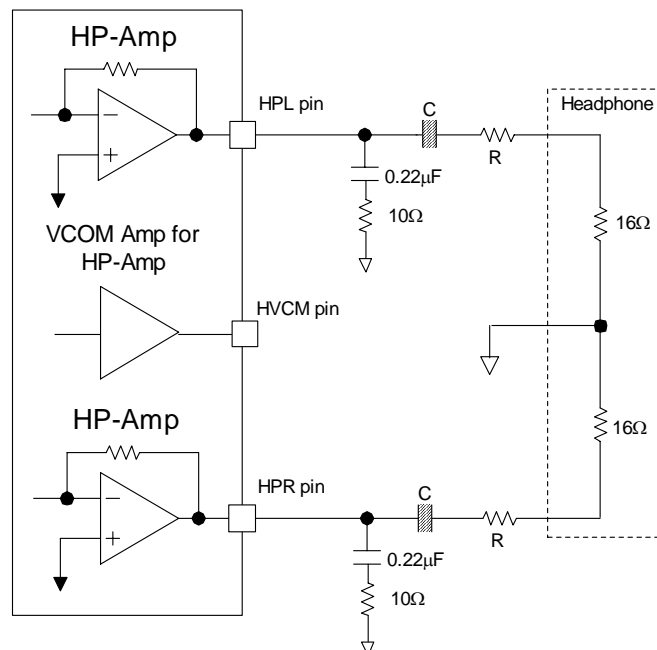 HP-Amp
HPL pin
C
R
Headphone
−
+
0.22μF
10Ω
16Ω
VCOM Amp for
HP-Amp
HVCM pin
HP-Amp
16Ω
HPR pin
C
R
−
+
0.22μF
10Ω